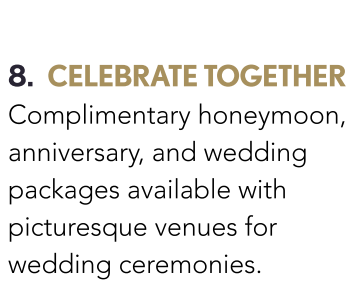 8. CELEBRATE TOGETHER
Complimentary honeymoon,
anniversary, and wedding
packages available with
picturesque venues for
wedding ceremonies.